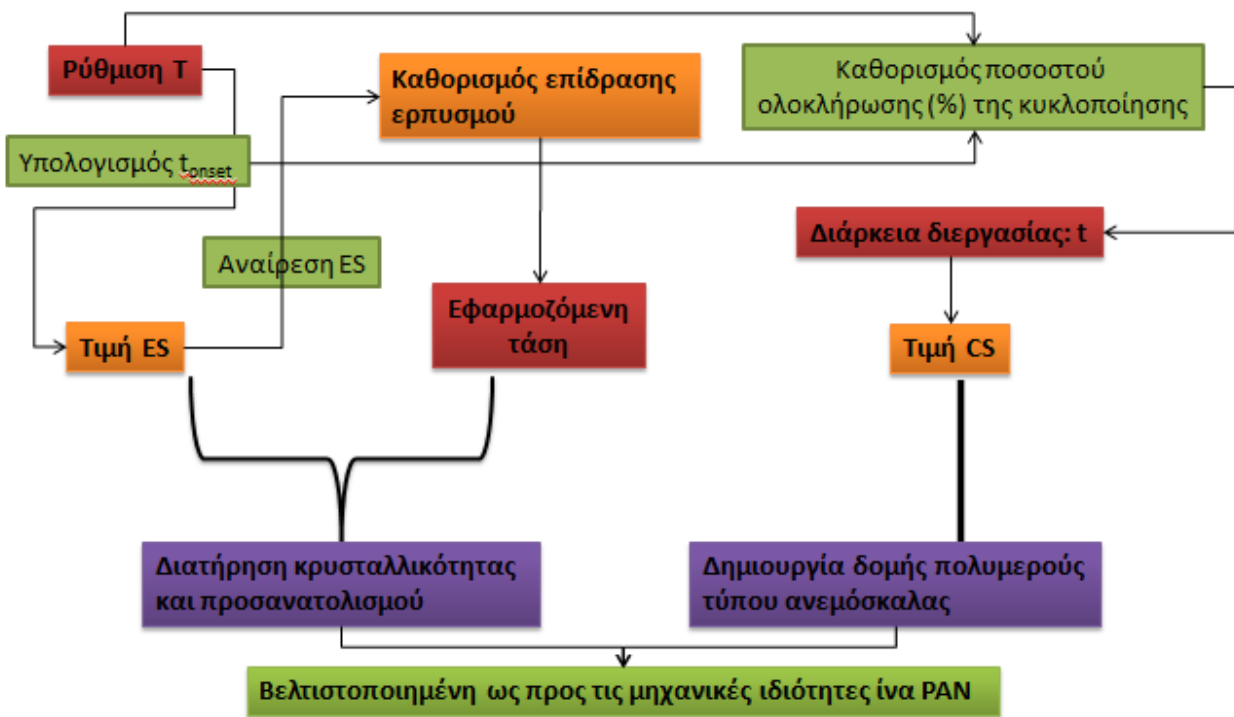 Ρύθμιση Τ
Καθορισμός επίδρασης
ερπυσμού
Καθορισμός ποσοστού
ολοκλήρωσης (%) της κυκλοποίησης
Υπολογισμός tonset
Αναίρεση ES
Διάρκεια διεργασίας: t
Τιμή ES
Εφαρμοζόμενη
τάση
Τιμή CS
Διατήρηση κρυσταλλικότητας
και προσανατολισμού
Δημιουργία δομής πολυμερούς
τύπου ανεμόσκαλας
Βελτιστοποιημένη ως προς τις μηχανικές ιδιότητες ίνα PAN